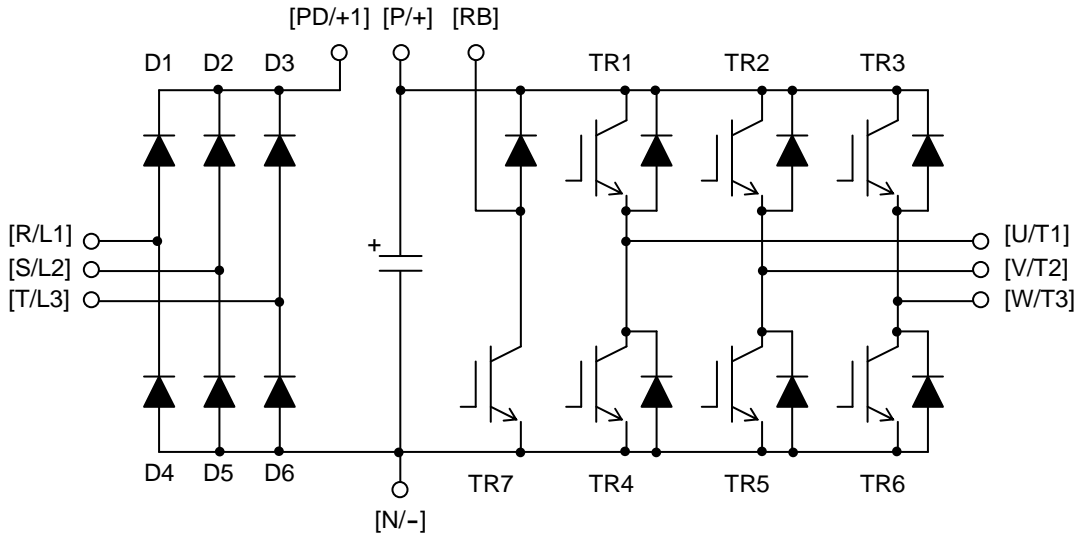 [PD/+1] [P/+] [RB]
D1 D2 D3 TR1 TR2 TR3
[R/L1] [U/T1]
+
[S/L2] [V/T2]
[T/L3] [W/T3]
D4 D5 D6 TR7 TR4 TR5 TR6
[N/-]